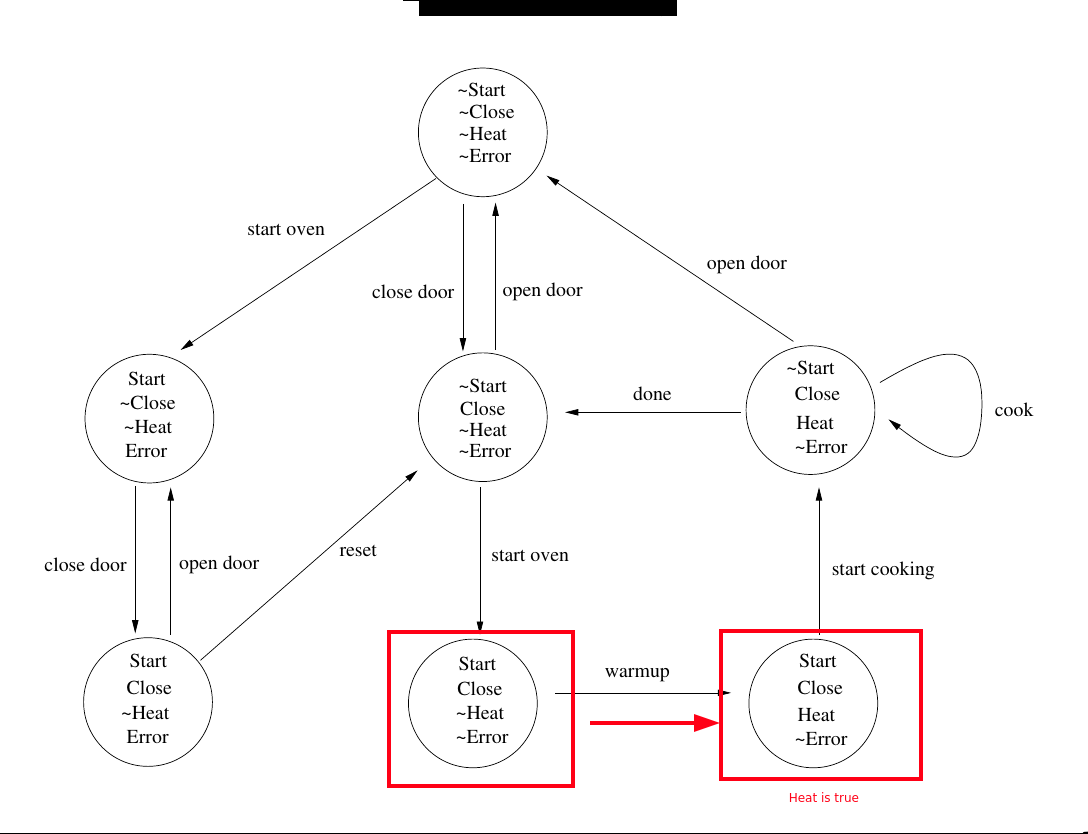 ~Start
~Close
~Heat
~Error
start oven
close door
open door
open door
Start
~Close
~Heat
Error
~Start
Close
~Heat
~Error
done
~Start
Close
Heat
~Error
cook
close door
open door
reset
start oven
start cooking
Start
Close
~Heat
Error
Start
Close
~Heat
~Error
warmup
Start
Close
Heat
~Error
Heat is true